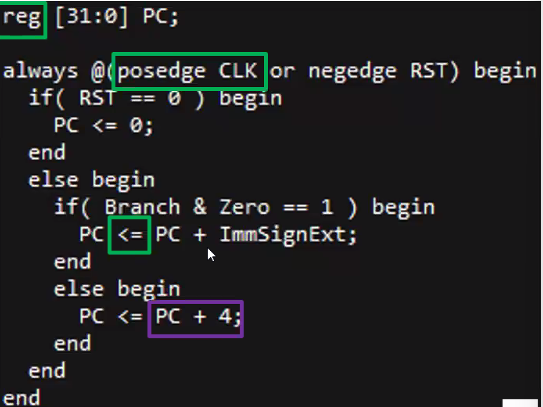 reg [31:0] PC;
always @(posedge CLK or negedge RST) begin
if( RST == 0 ) begin
PC <= 0;
end
else begin
if( Branch & Zero == 1 ) begin
PC <= PC + ImmSignExt;
end
else begin
PC <= PC + 4;
end
end
end